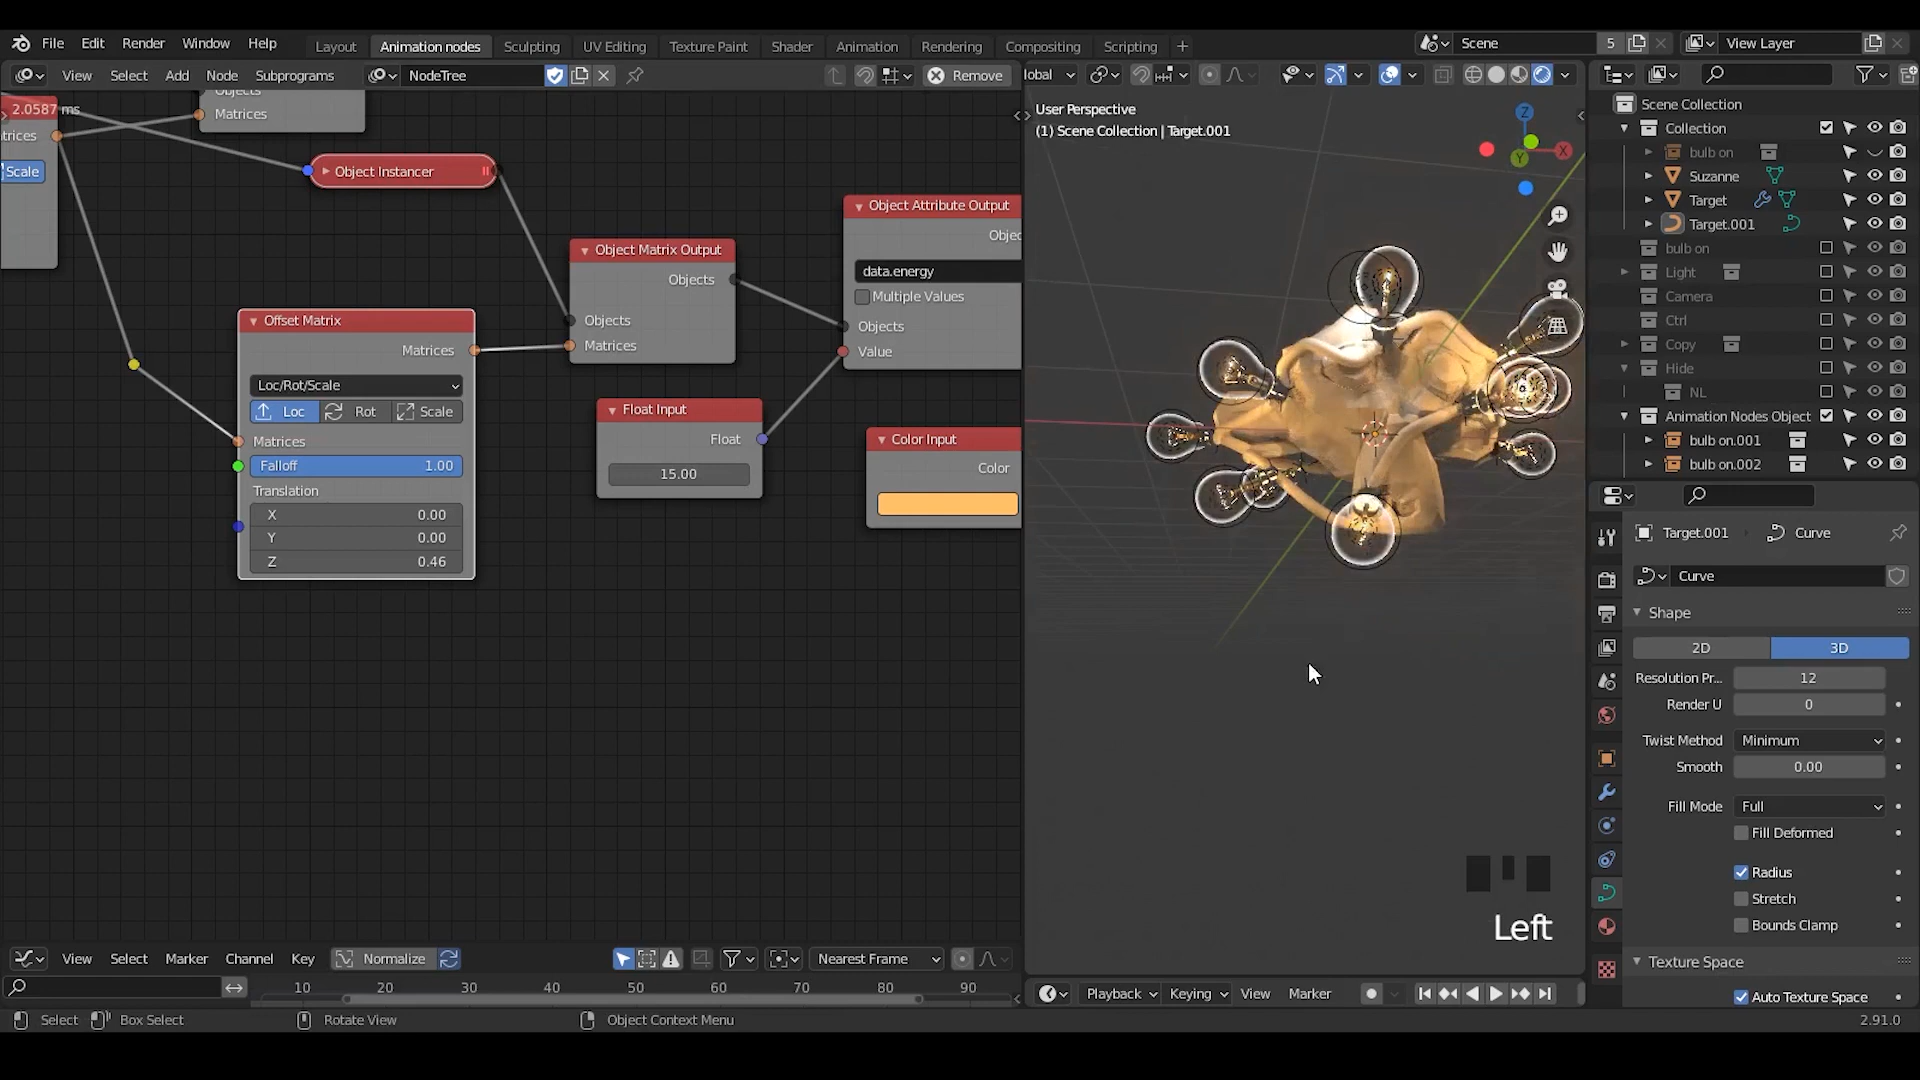 File Edit Render Window Help Layout Animation nodes Sculpting UV Editing Texture Paint Shader Animation Rendering Compositing Scripting + Scene 5 View Layer
View Select Add Node Subprograms NodeTree Remove
lobal
2.0587 ms
atrices
Scale
Objects
Matrices
Object Instancer
Object Matrix Output
Objects
Objects
Matrices
Object Attribute Output
Objec
data.energy
Multiple Values
Objects
Value
Offset Matrix
Matrices
Loc/Rot/Scale
Loc Rot Scale
Matrices
Falloff 1.00
Translation
X 0.00
Y 0.00
Z 0.46
Float Input
Float
15.00
Color Input
Color
User Perspective
(1) Scene Collection | Target.001
Z
X
Y
Left
Scene Collection
Collection
bulb on
Suzanne
Target
Target.001
bulb on
Light
Camera
Ctrl
Copy
Hide
NL
Animation Nodes Object
bulb on.001
bulb on.002
Target.001 Curve
Curve
Shape
2D 3D
Resolution Pr... 12
Render U 0
Twist Method Minimum
Smooth 0.00
Fill Mode Full
Fill Deformed
Radius
Stretch
Bounds Clamp
Texture Space
Auto Texture Space
View Select Marker Channel Key Normalize Nearest Frame
10 20 30 40 50 60 70 80 90
Playback Keying View Marker
Select Box Select Rotate View Object Context Menu 2.91.0